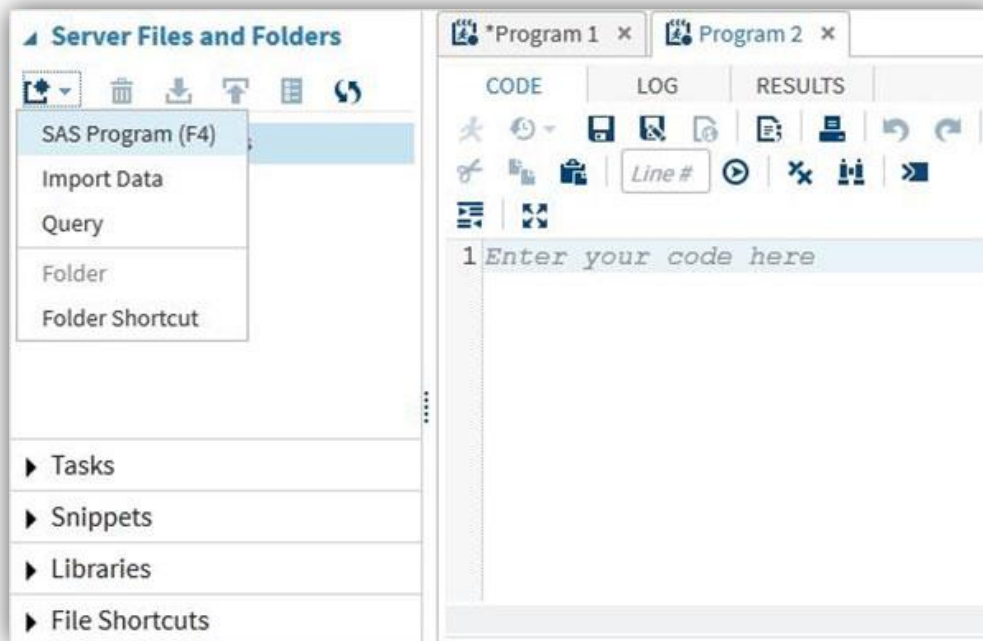 Server Files and Folders
SAS Program (F4)
Import Data
Query
Folder
Folder Shortcut
Tasks
Snippets
Libraries
File Shortcuts
*Program 1
Program 2
CODE
LOG
RESULTS
Line #
1
Enter your code here